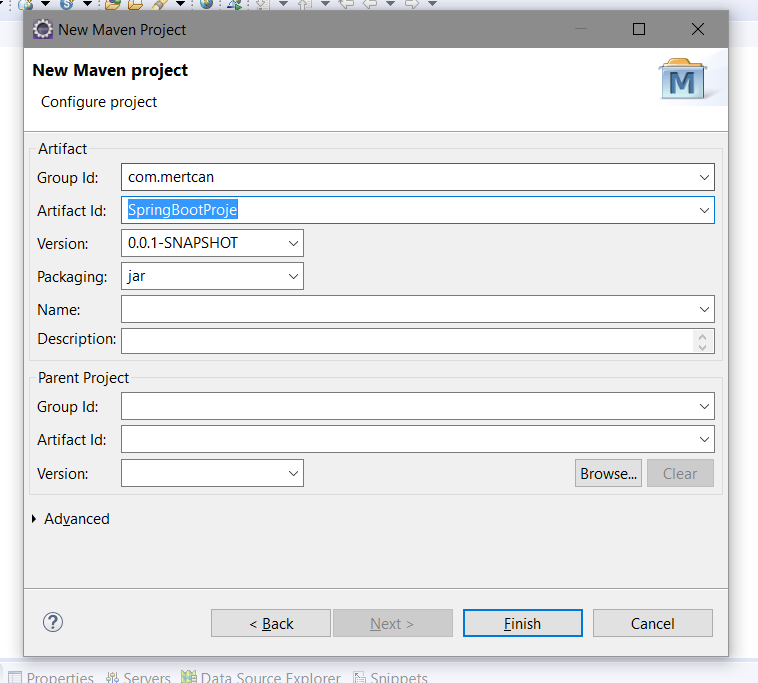 New Maven Project
New Maven project
Configure project
M
Artifact
Group Id: com.mertcan
Artifact Id: SpringBootProje
Version: 0.0.1-SNAPSHOT
Packaging: jar
Name:
Description:
Parent Project
Group Id:
Artifact Id:
Version:
Browse... Clear
Advanced
? < Back Next > Finish Cancel
Properties Servers Data Source Explorer Snippets